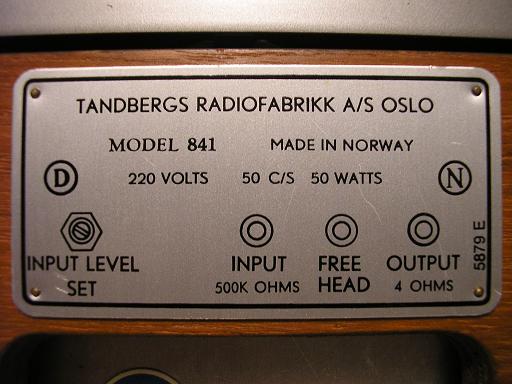 TANDBERGS RADIOFABRIKK A/S OSLO
MODEL 841 MADE IN NORWAY
D 220 VOLTS 50 C/S 50 WATTS N
INPUT LEVEL SET
INPUT 500K OHMS
FREE HEAD
OUTPUT 4 OHMS
5879 E